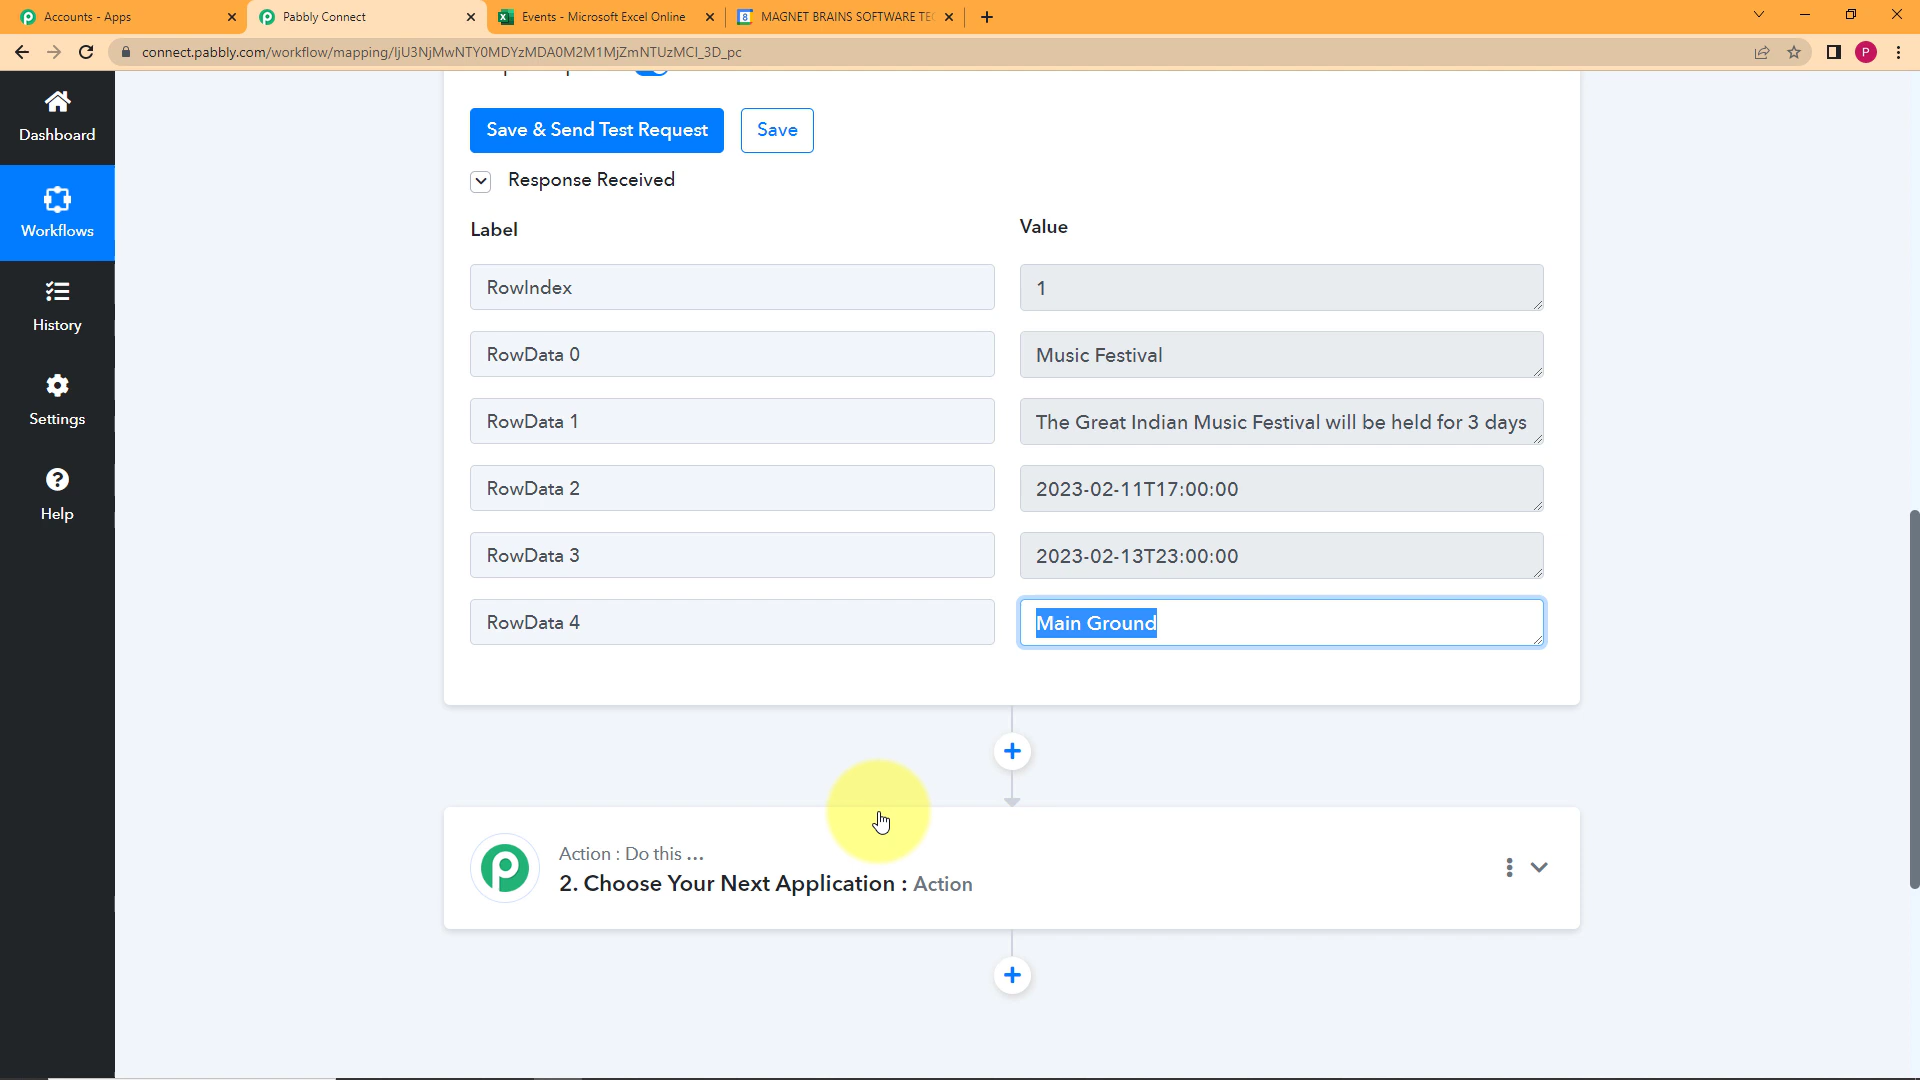 Accounts - Apps
Pabbly Connect
Events - Microsoft Excel Online
8
MAGNET BRAINS SOFTWARE TE
connect.pabbly.com/workflow/mapping/IjU3NjMwNTY0MDYzMDA0M2M1MjZmNTUzMCI_3D_pc
P
Dashboard
Workflows
History
Settings
Help
Save & Send Test Request
Save
Response Received
Label
Value
RowIndex
1
RowData 0
Music Festival
RowData 1
The Great Indian Music Festival will be held for 3 days
RowData 2
2023-02-11T17:00:00
RowData 3
2023-02-13T23:00:00
RowData 4
Main Ground
Action : Do this ...
2. Choose Your Next Application : Action